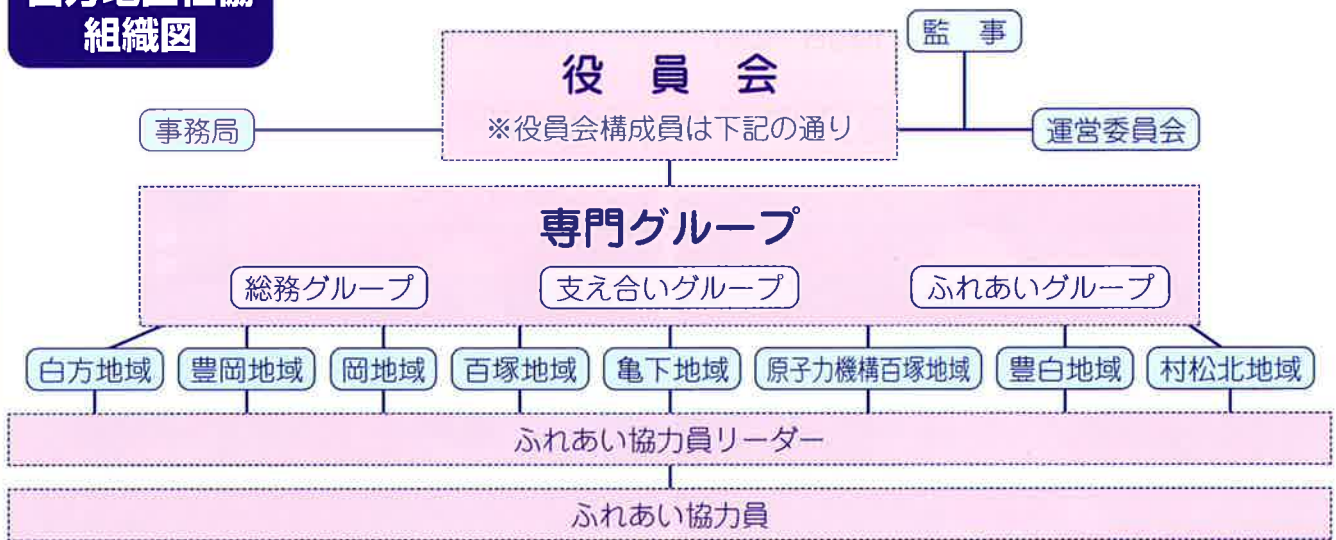 組織図
監 事
役 員 会
※役員会構成員は下記の通り
事務局
運営委員会
専門グループ
総務グループ
支え合いグループ
ふれあいグループ
白方地域
豊岡地域
岡地域
百塚地域
亀下地域
原子力機構百塚地域
豊白地域
村松北地域
ふれあい協力員リーダー
ふれあい協力員